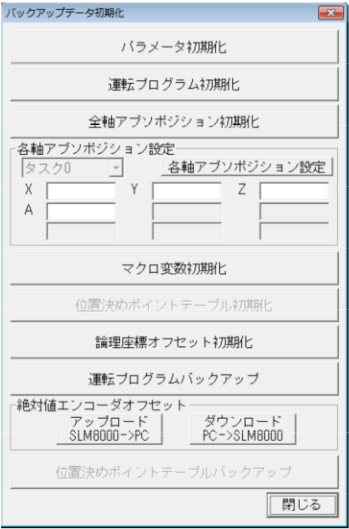 バックアップデータ初期化
パラメータ初期化
運転プログラム初期化
全軸アブソポジション初期化
各軸アブソポジション設定
タスク0 各軸アブソポジション設定
X Y Z
A
マクロ変数初期化
位置決めポイントテーブル初期化
論理座標オフセット初期化
運転プログラムバックアップ
絶対値エンコーダオフセット
アップロード ダウンロード
SLM8000->PC PC->SLM8000
位置決めポイントテーブルバックアップ
閉じる